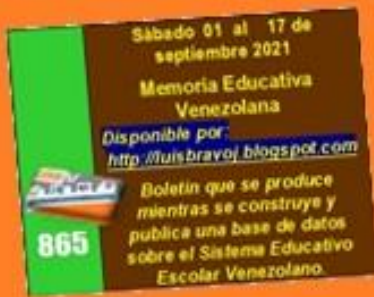 Sábado 01 al 17 de
septiembre 2021
Memoria Educativa
Venezolana
Disponible por:
http://luisbravoj.blogspot.com
Boletín que se produce
mientras se construye y
publica una base de datos
sobre el Sistema Educativo
Escolar Venezolano.
865